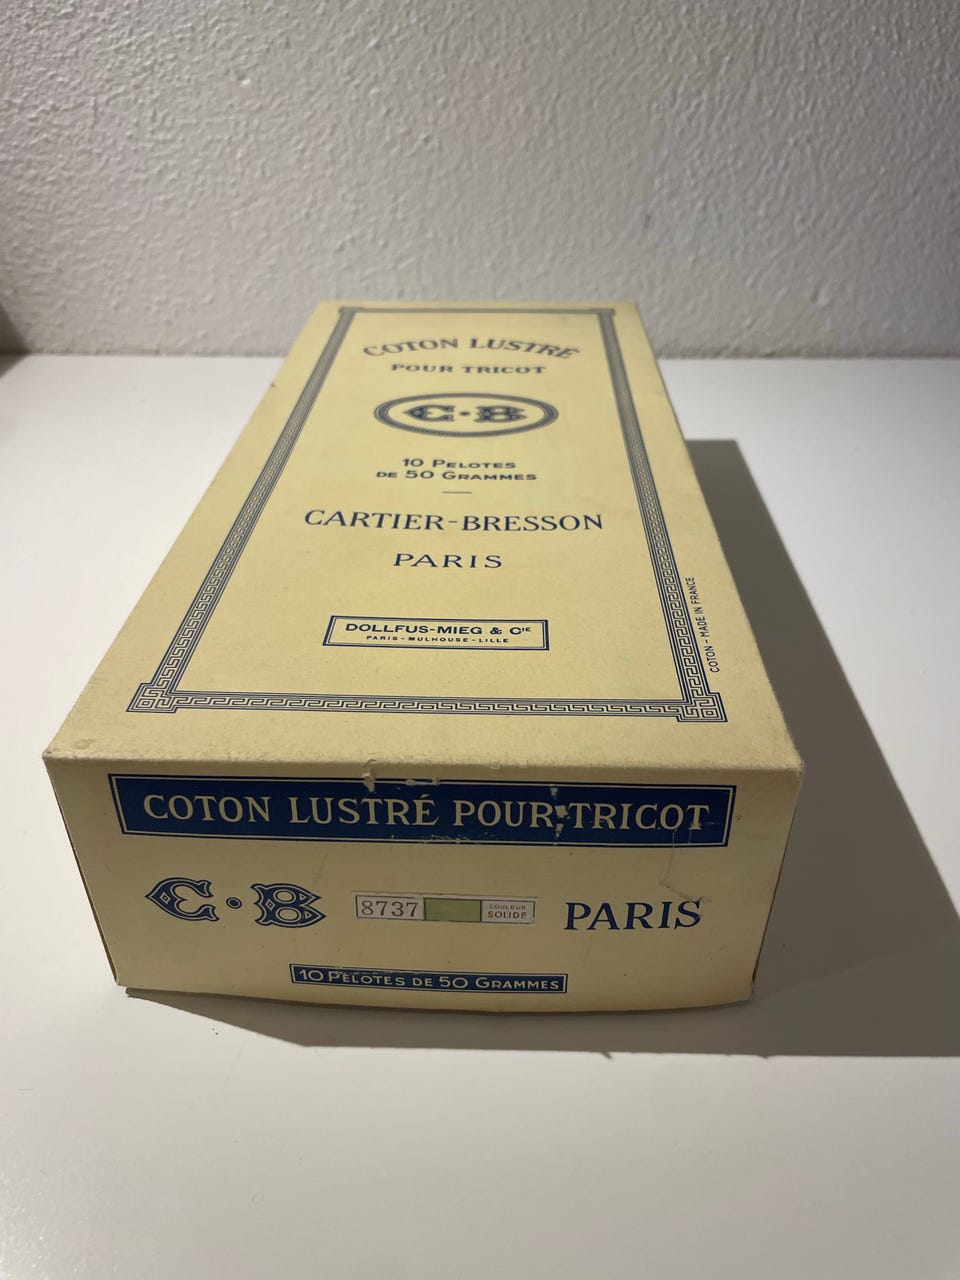 COTON LUSTRÉ
POUR TRICOT
C·B
10 PELOTES
DE 50 GRAMMES
CARTIER-BRESSON
PARIS
DOLLFUS-MIEG & CIE
PARIS-MULHOUSE-LILLE
COTON - MADE IN FRANCE
COTON LUSTRÉ POUR TRICOT
C·B
8737
COULEUR
SOLIDE
PARIS
10 PELOTES DE 50 GRAMMES